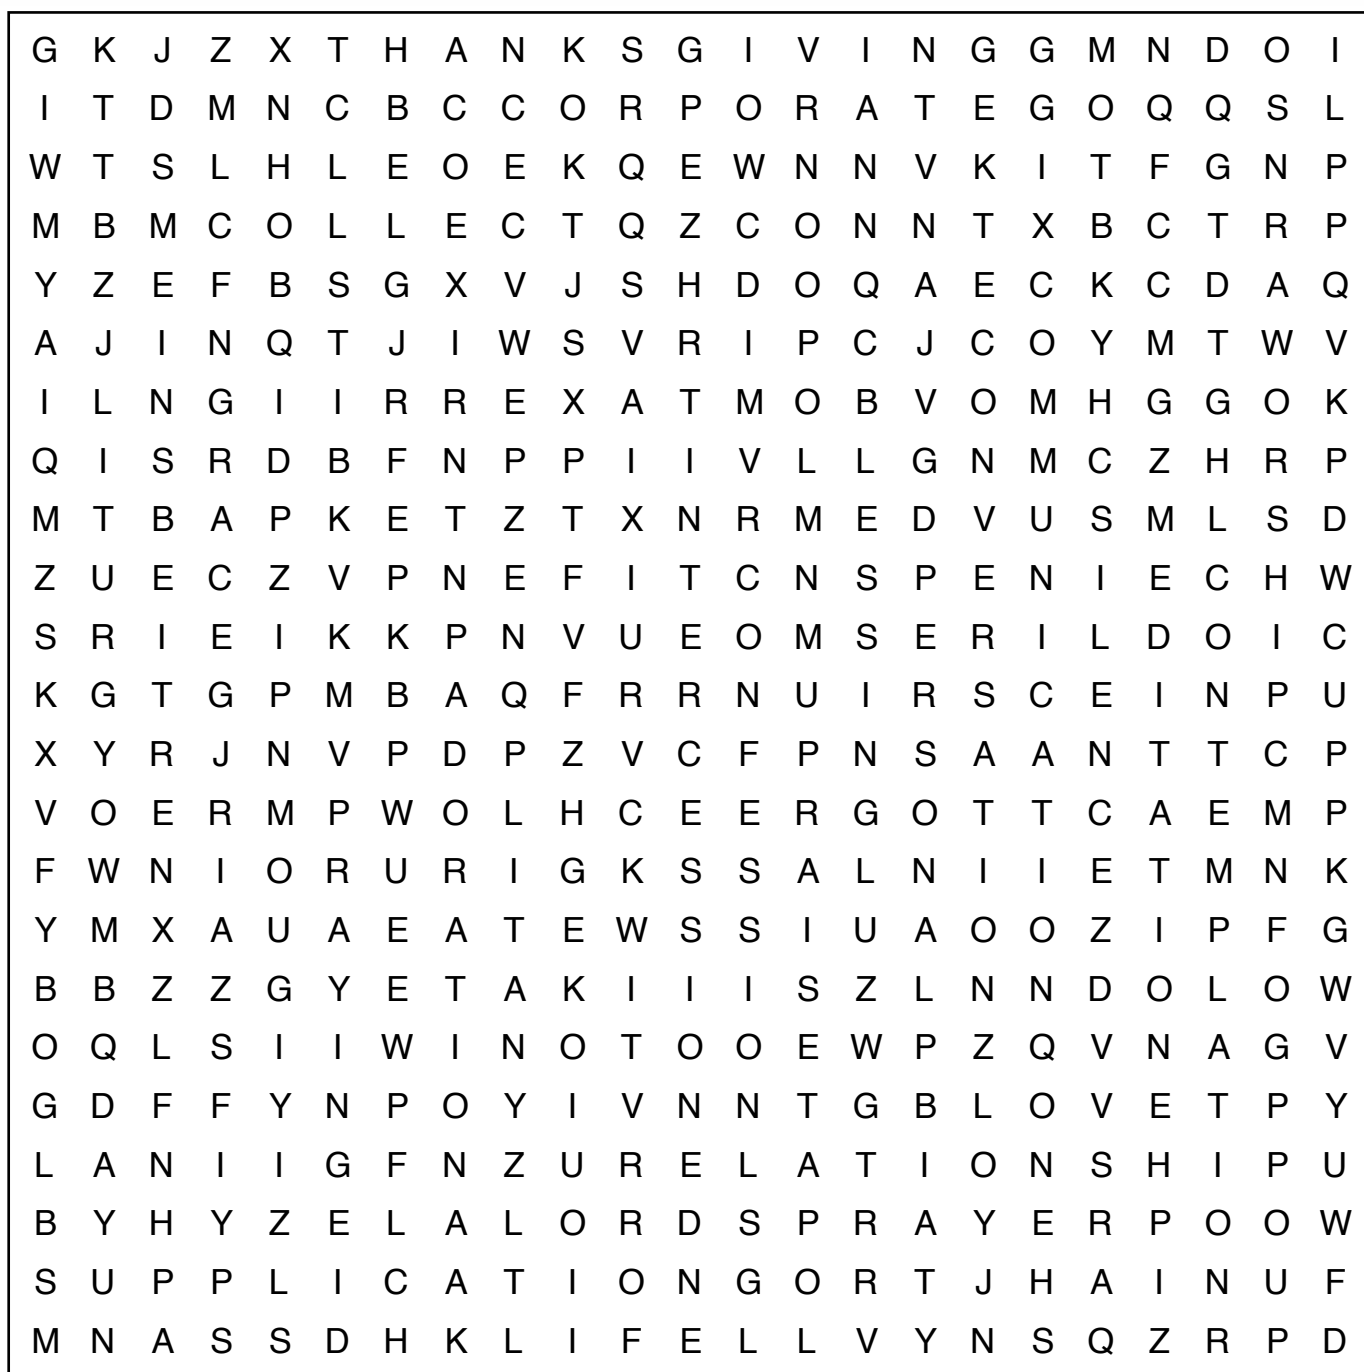 G K J Z X T H A N K S G I V I N G G M N D O I
I T D M N C B C C O R P O R A T E G O Q Q S L
W T S L H L E O E K Q E W N N V K I T F G N P
M B M C O L L E C T Q Z C O N N T X B C T R P
Y Z E F B S G X V J S H D O Q A E C K C D A Q
A J I N Q T J I W S V R I P C J C O Y M T W V
I L N G I I R R E X A T M O B V O M H G G O K
Q I S R D B F N P P I I V L L G N M C Z H R P
M T B A P K E T Z T X N R M E D V U S M L S D
Z U E C Z V P N E F I T C N S P E N I E C H W
S R I E I K K P N V U E O M S E R I L D O I C
K G T G P M B A Q F R R N U I R S C E I N P U
X Y R J N V P D P Z V C F P N S A A N T T C P
V O E R M P W O L H C E E R G O T T C A E M P
F W N I O R U R I G K S S A L N I I E T M N K
Y M X A U A E A T E W S S I U A O O Z I P F G
B B Z Z G Y E T A K I I I S Z L N N D O L O W
O Q L S I I W I N O T O O E W P Z Q V N A G V
G D F F Y N P O Y I V N N T G B L O V E T P Y
L A N I I G F N Z U R E L A T I O N S H I P U
B Y H Y Z E L A L O R D S P R A Y E R P O O W
S U P P L I C A T I O N G O R T J H A I N U F
M N A S S D H K L I F E L L V Y N S Q Z R P D